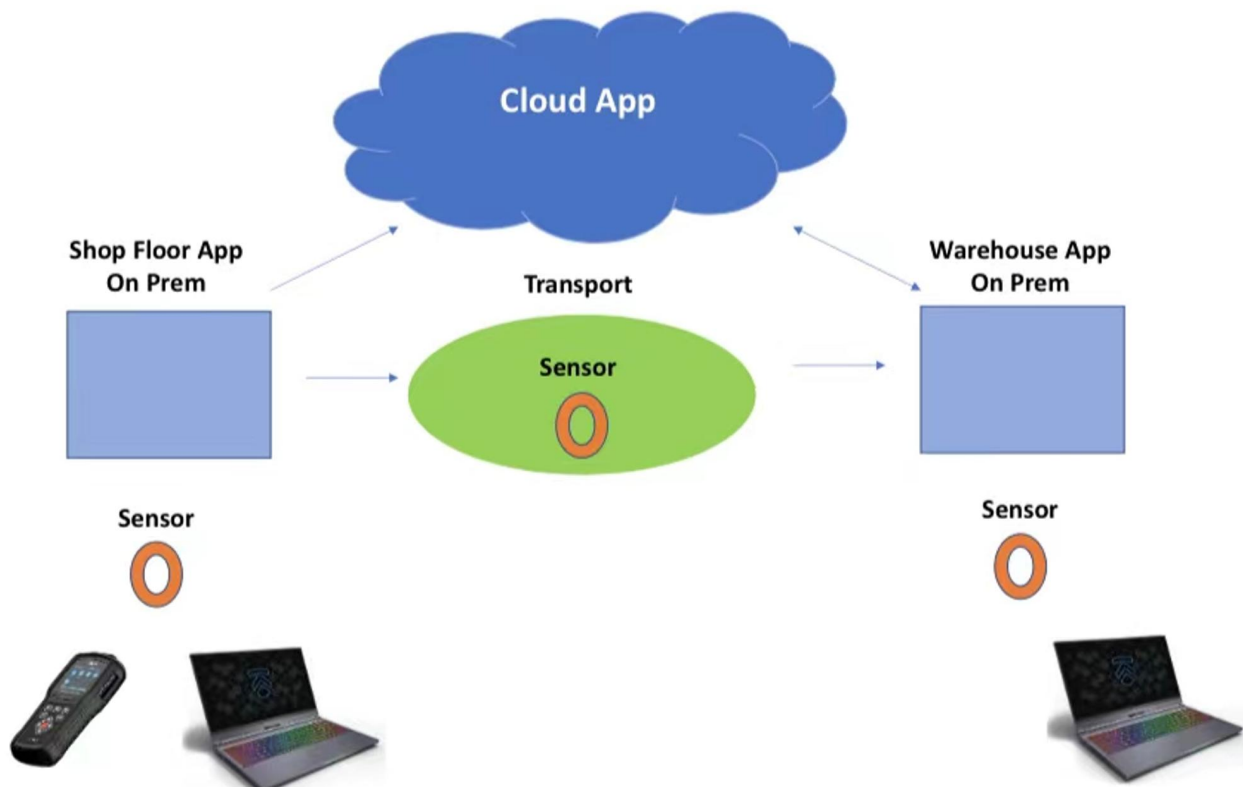 Cloud App
Shop Floor App
On Prem
Warehouse App
On Prem
Transport
Sensor
Sensor
Sensor